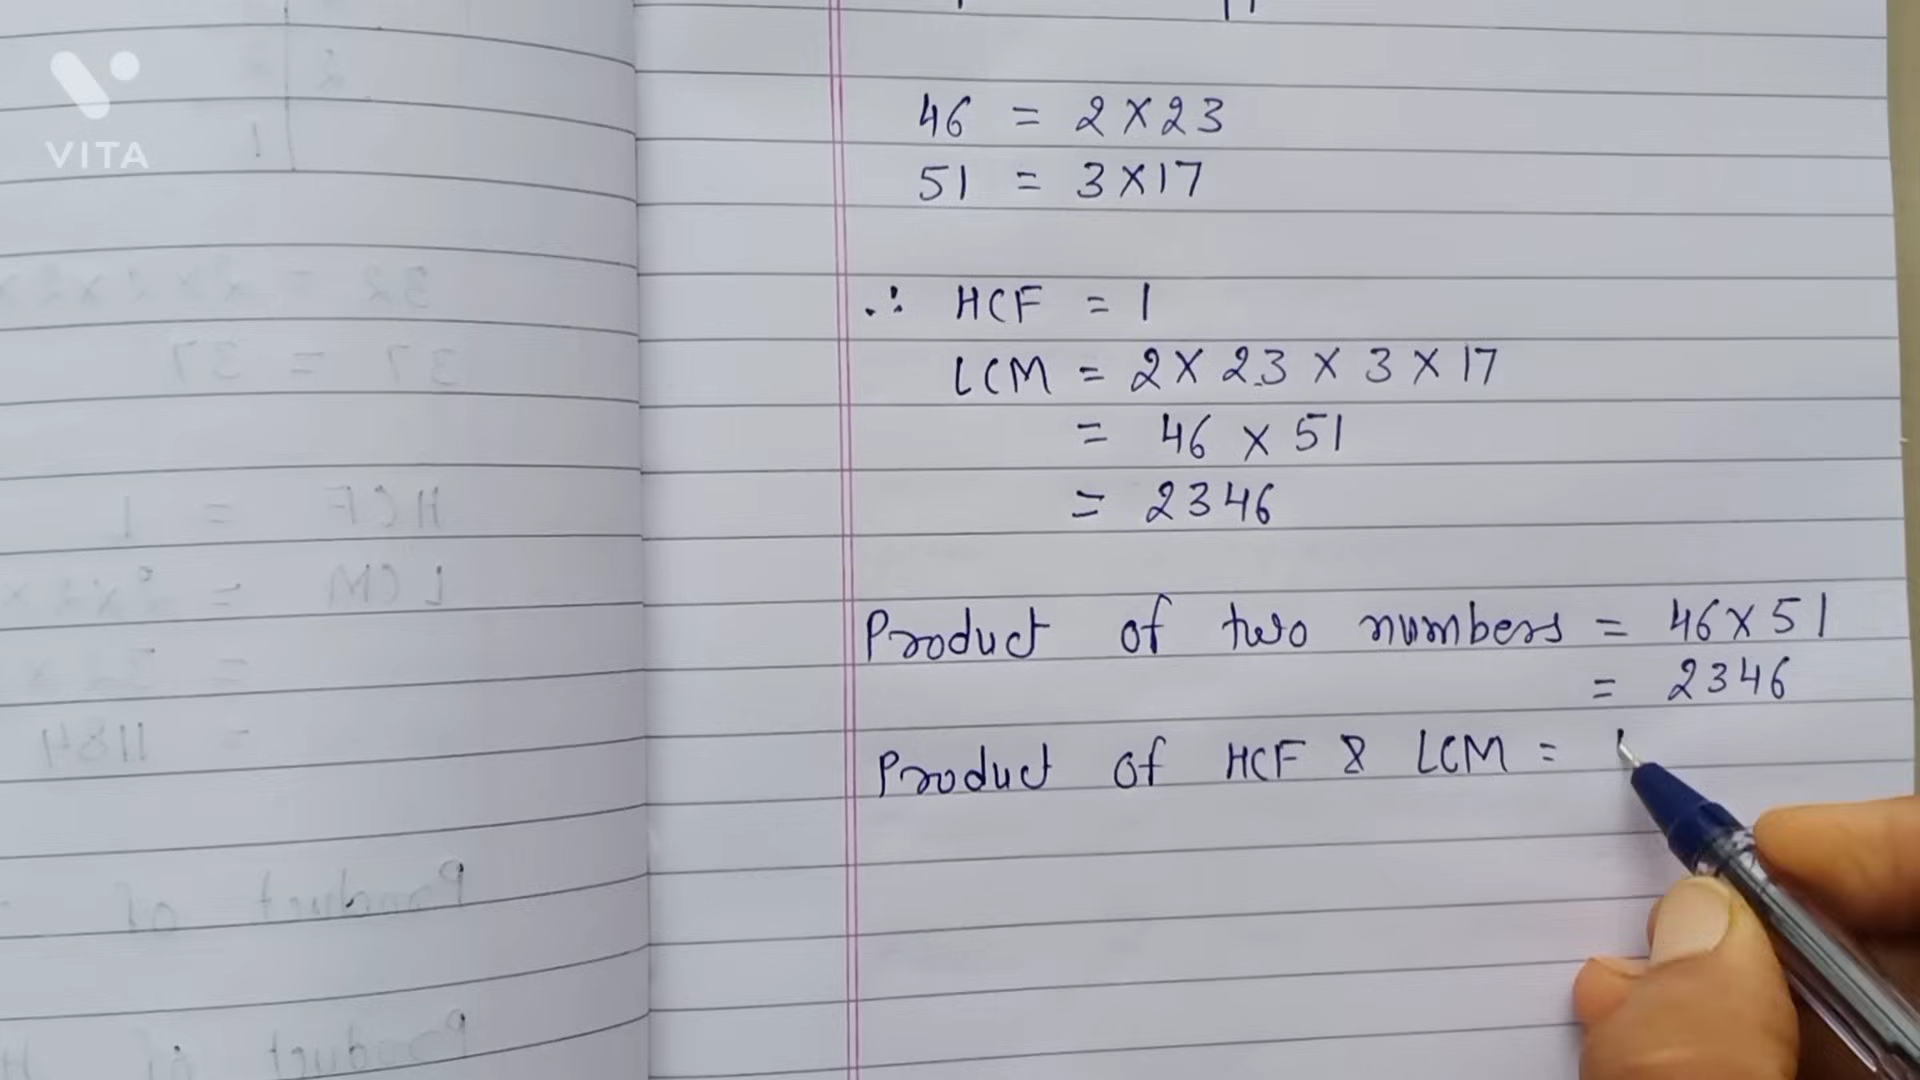 VITA
46 = 2 X 23
51 = 3 X 17
∴ HCF = 1
LCM = 2 X 23 X 3 X 17
= 46 X 51
= 2346
Product of two numbers = 46 X 51
= 2346
Product of HCF & LCM =